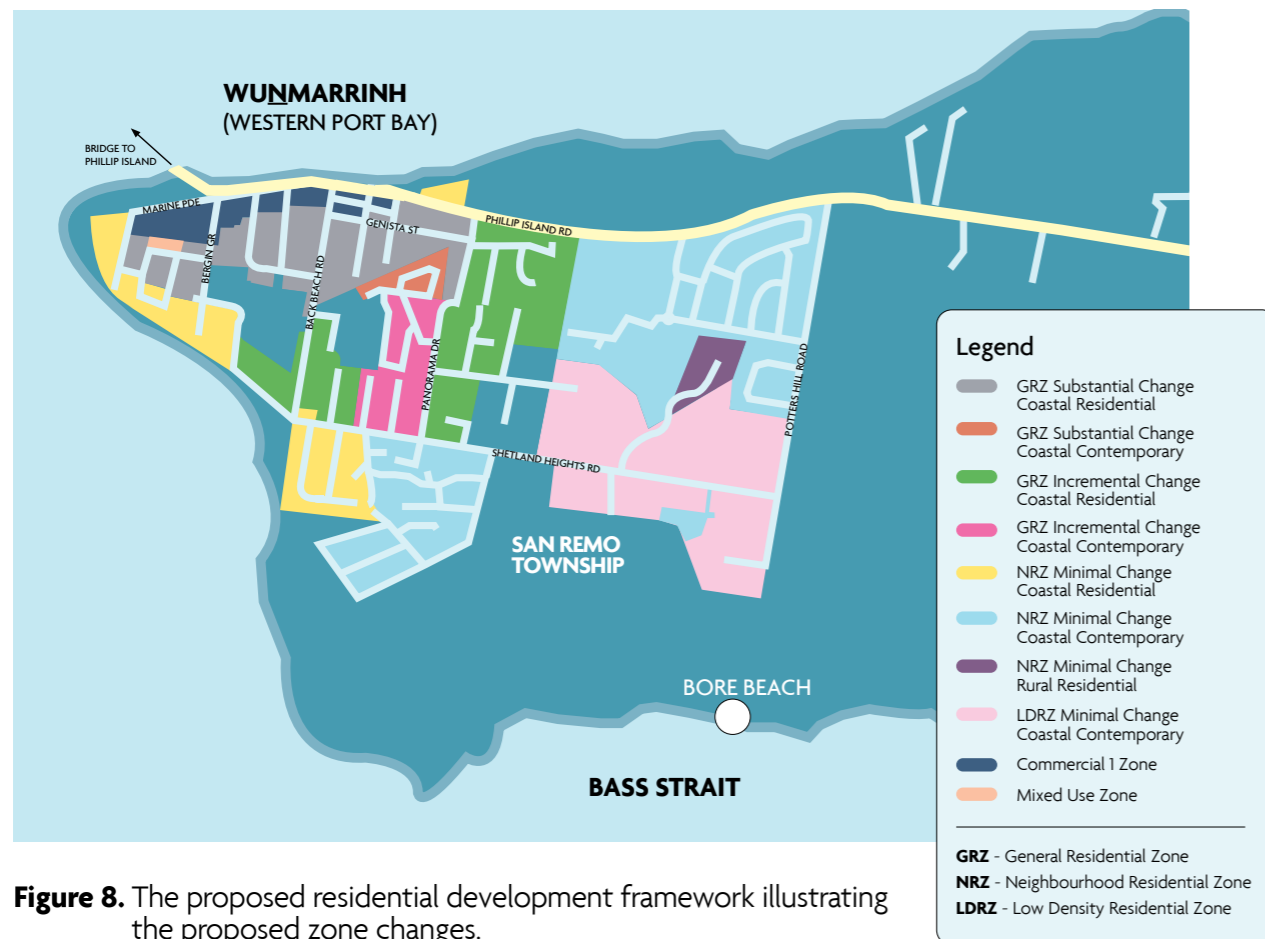 WUNMARRINH
(WESTERN PORT BAY)
BRIDGE TO
PHILLIP ISLAND
MARINE PDE
GENISTA ST
PHILLIP ISLAND RD
BERGIN GR
BACK BEACH RD
PANORAMA DR
POTTERS HILL ROAD
SHETLAND HEIGHTS RD
SAN REMO
TOWNSHIP
BORE BEACH
BASS STRAIT
Legend
GRZ Substantial Change
Coastal Residential
GRZ Substantial Change
Coastal Contemporary
GRZ Incremental Change
Coastal Residential
GRZ Incremental Change
Coastal Contemporary
NRZ Minimal Change
Coastal Residential
NRZ Minimal Change
Coastal Contemporary
NRZ Minimal Change
Rural Residential
LDRZ Minimal Change
Coastal Contemporary
Commercial 1 Zone
Mixed Use Zone
GRZ - General Residential Zone
NRZ - Neighbourhood Residential Zone
LDRZ - Low Density Residential Zone
Figure 8. The proposed residential development framework illustrating
the proposed zone changes.